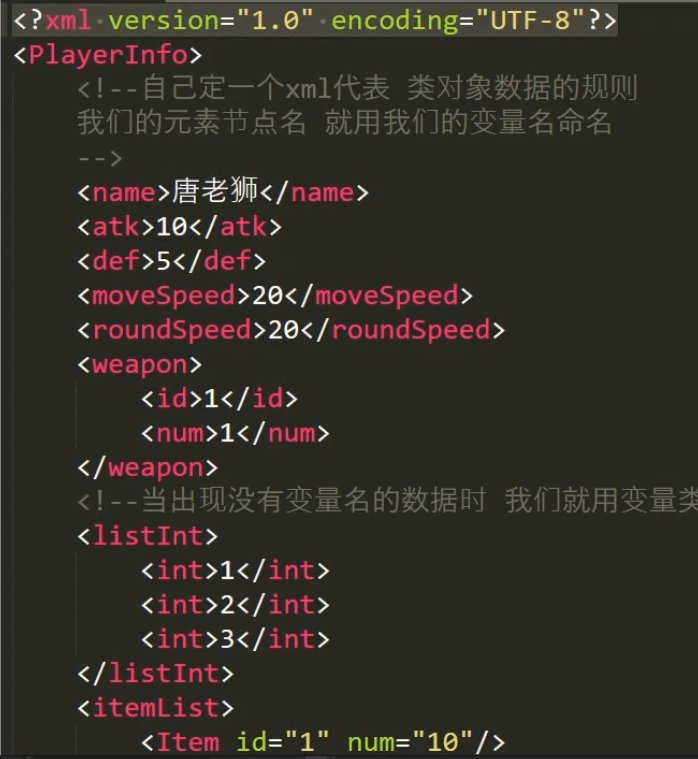 <?xml version="1.0" encoding="UTF-8"?>
<PlayerInfo>
<!--自己定一个xml代表 类对象数据的规则
我们的元素节点名 就用我们的变量名命名
-->
<name>唐老狮</name>
<atk>10</atk>
<def>5</def>
<moveSpeed>20</moveSpeed>
<roundSpeed>20</roundSpeed>
<weapon>
<id>1</id>
<num>1</num>
</weapon>
<!--当出现没有变量名的数据时 我们就用变量类
<listInt>
<int>1</int>
<int>2</int>
<int>3</int>
</listInt>
<itemList>
<Item id="1" num="10"/>